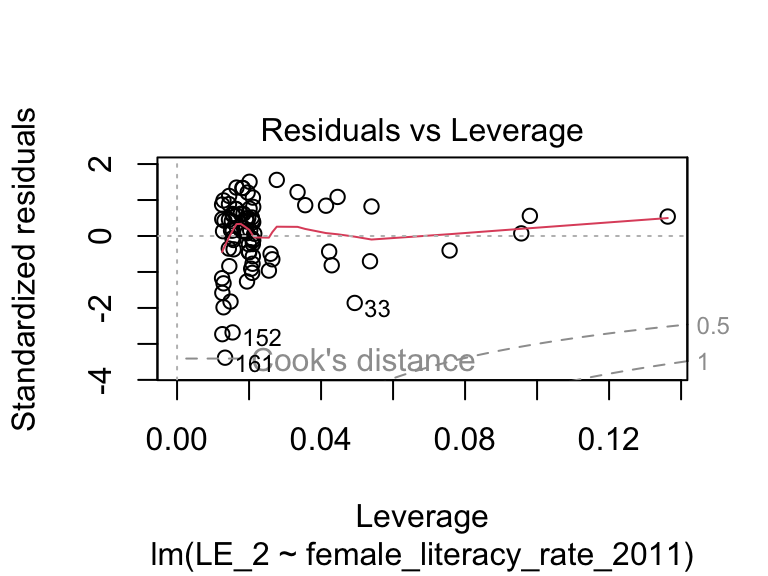 Residuals vs Leverage
Standardized residuals
2
0
-2
-4
33
152
161
Cook's distance
0.5
1
0.00 0.04 0.08 0.12
Leverage
lm(LE_2 ~ female_literacy_rate_2011)